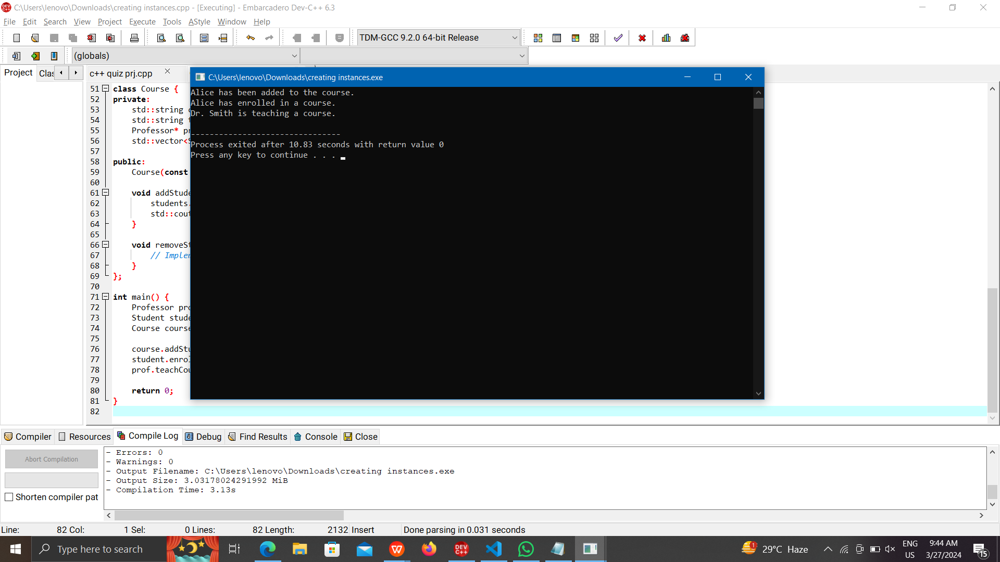 C:\Users\lenovo\Downloads\creating instances.cpp - [Executing] - Embarcadero Dev-C++ 6.3
File Edit Search View Project Execute Tools AStyle Window Help
TDM-GCC 9.2.0 64-bit Release
(globals)
Project Clas c++ quiz prj.cpp
C:\Users\lenovo\Downloads\creating instances.exe
Alice has been added to the course.
Alice has enrolled in a course.
Dr. Smith is teaching a course.
--------------------------------
Process exited after 10.83 seconds with return value 0
Press any key to continue . . .
51 class Course {
52 private:
53 std::string
54 std::string
55 Professor*
56 std::vector<
57
58 public:
59 Course(const
60
61 void addStude
62 students.
63 std::cout
64 }
65
66 void removeSt
67 // Implem
68 }
69 };
70
71 int main() {
72 Professor pro
73 Student stude
74 Course course
75
76 course.addStu
77 student.enrol
78 prof.teachCou
79
80 return 0;
81 }
82
Compiler Resources Compile Log Debug Find Results Console Close
Abort Compilation
Shorten compiler pat
- Errors: 0
- Warnings: 0
- Output Filename: C:\Users\lenovo\Downloads\creating instances.exe
- Output Size: 3.03178024291992 MiB
- Compilation Time: 3.13s
Line: 82 Col: 1 Sel: 0 Lines: 82 Length: 2132 Insert Done parsing in 0.031 seconds
Type here to search
DEV C++
1
29°C Haze
ENG
US
9:44 AM
3/27/2024
15